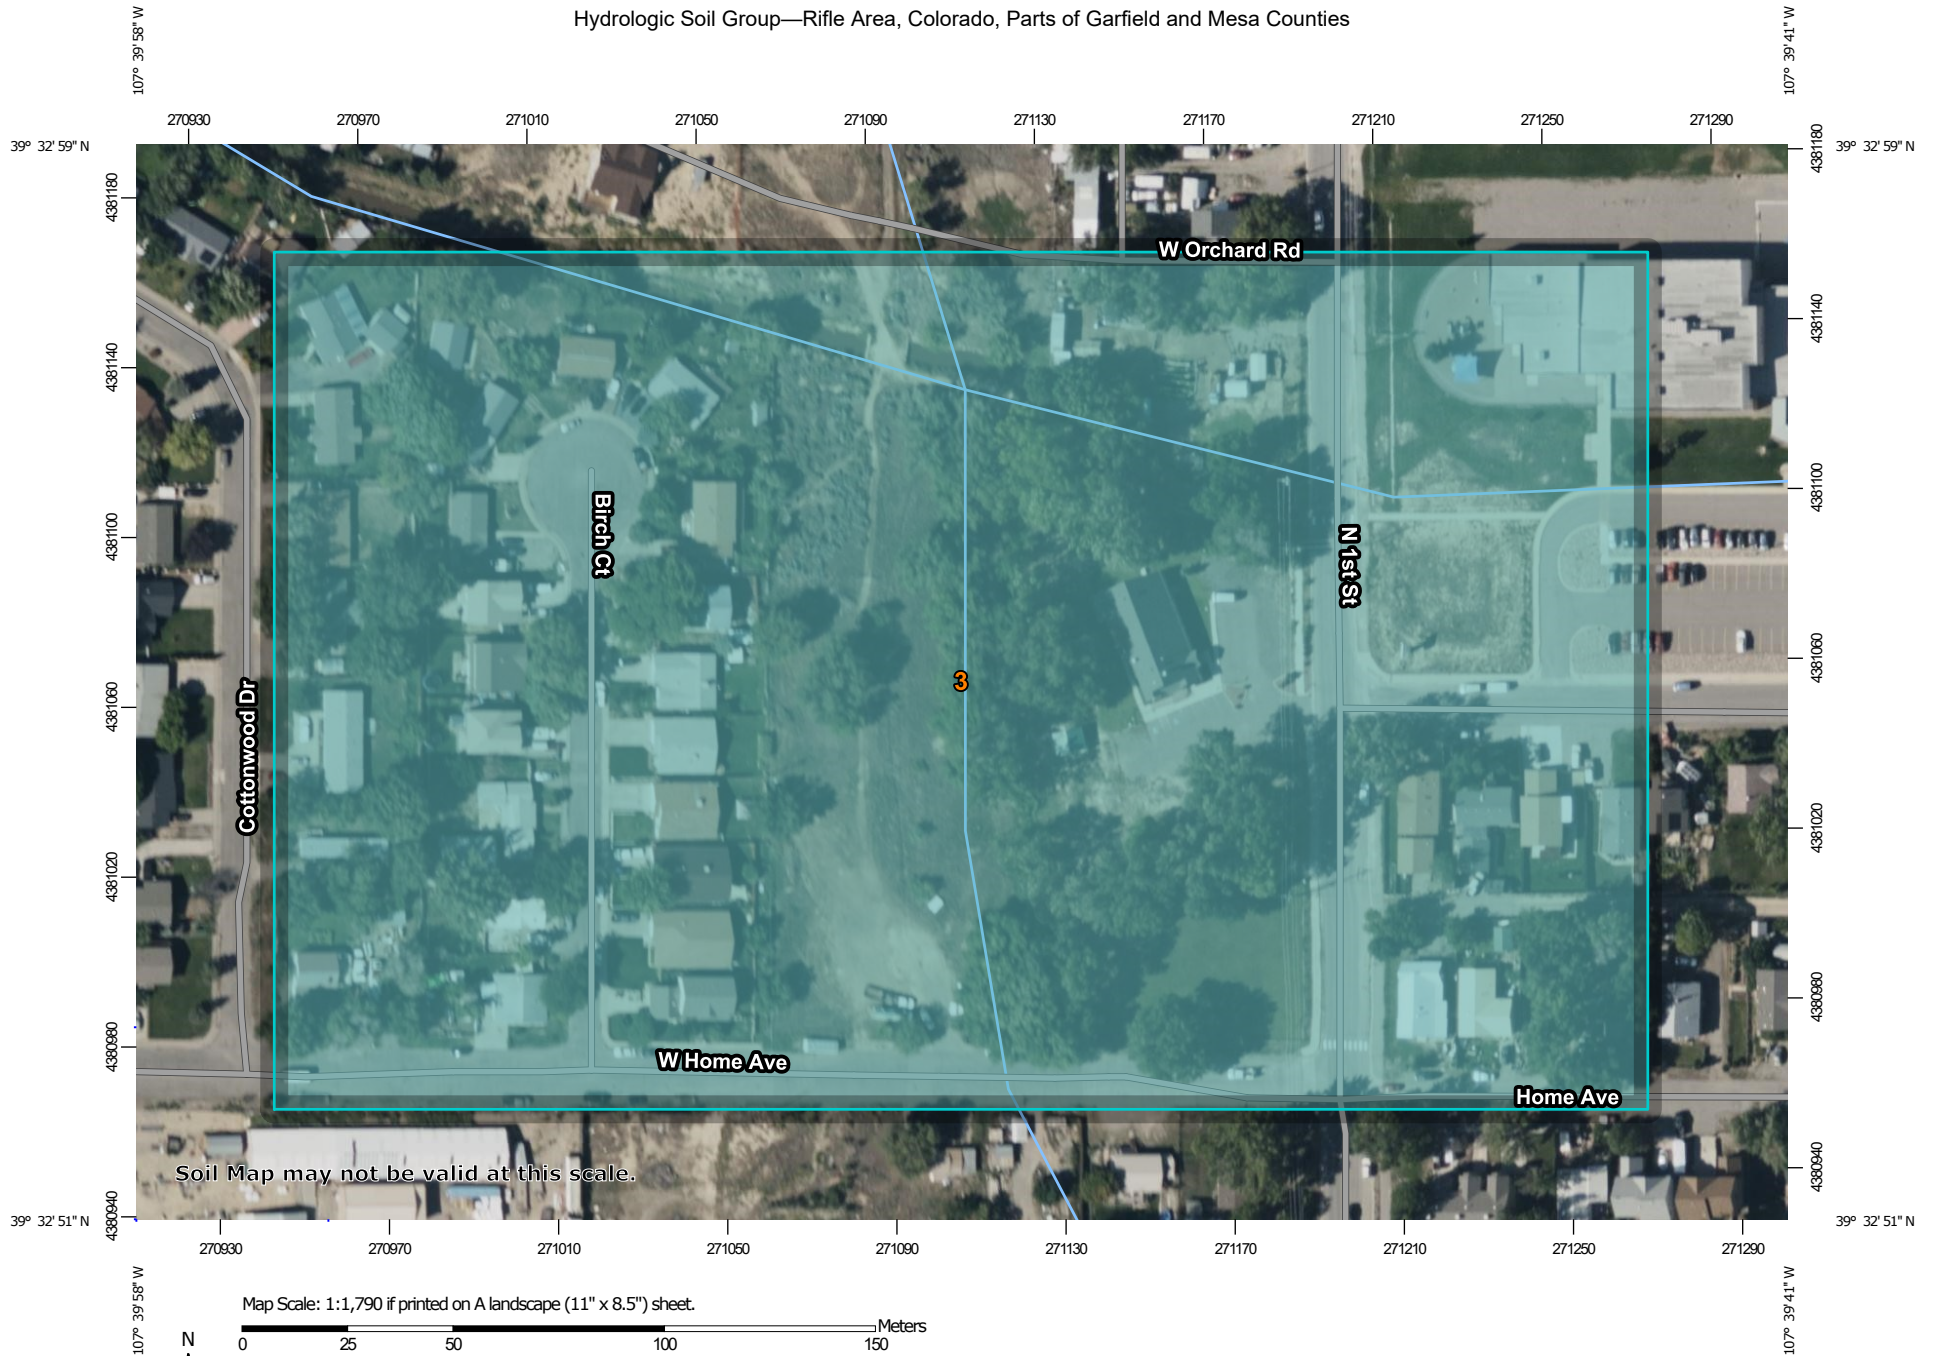 Hydrologic Soil Group—Rifle Area, Colorado, Parts of Garfield and Mesa Counties
107° 39' 58'' W
107° 39' 41'' W
270930 270970 271010 271050 271090 271130 271170 271210 271250 271290
39° 32' 59'' N
39° 32' 59'' N
4381180
4381140
4381100
4381060
4381020
4380980
4380940
4381180
4381140
4381100
4381060
4381020
4380980
4380940
W Orchard Rd
Birch Ct
N 1st St
3
Cottonwood Dr
W Home Ave
Home Ave
Soil Map may not be valid at this scale.
39° 32' 51'' N
39° 32' 51'' N
270930 270970 271010 271050 271090 271130 271170 271210 271250 271290
107° 39' 58'' W
107° 39' 41'' W
Map Scale: 1:1,790 if printed on A landscape (11" x 8.5") sheet.
Meters
0 25 50 100 150
N